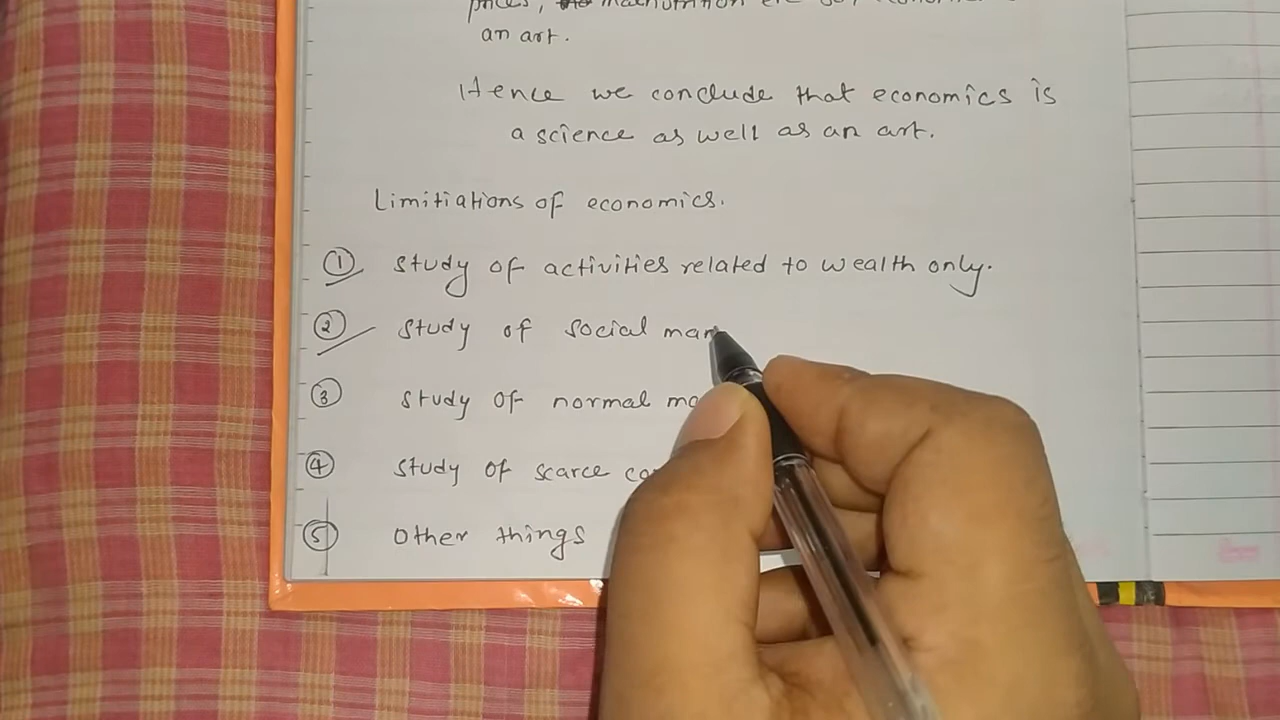 an art.
Hence we conclude that economics is
a science as well as an art.
Limitiations of economics.
① study of activities related to wealth only.
② study of social man
③ study of normal
④ study of scarce
⑤ other things